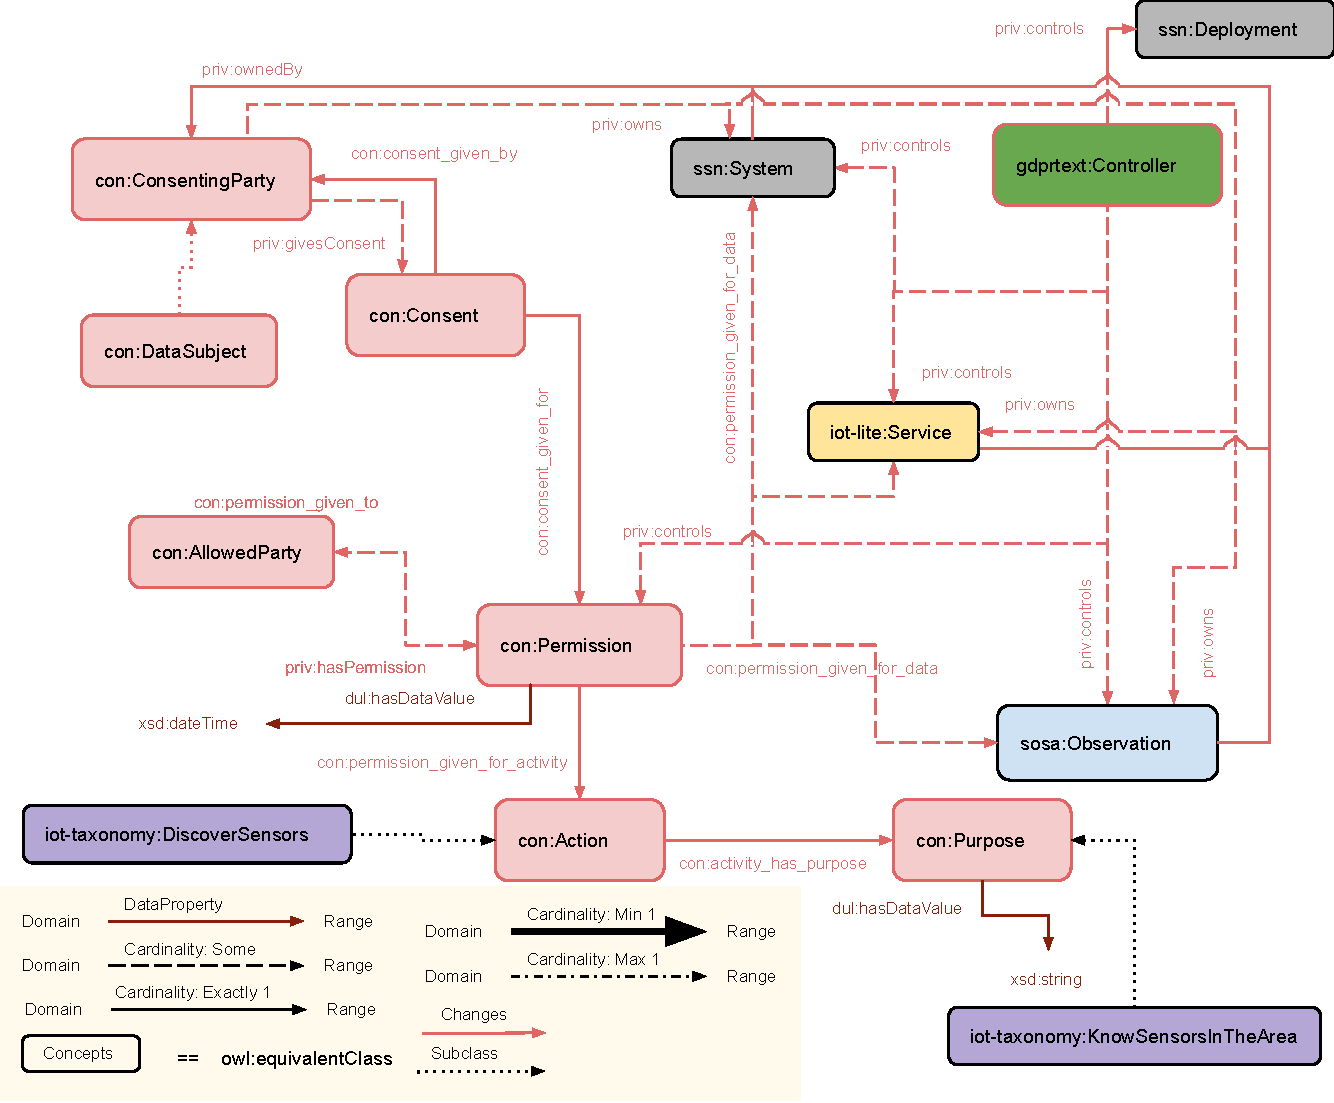 priv:controls
ssn:Deployment
priv:ownedBy
priv:owns
con:consent_given_by
priv:controls
con:ConsentingParty
ssn:System
gdprtext:Controller
priv:givesConsent
con:permission_given_for_data
con:Consent
con:DataSubject
priv:controls
priv:owns
con:consent_given_for
iot-lite:Service
con:permission_given_to
priv:controls
con:AllowedParty
priv:controls
priv:owns
con:Permission
priv:hasPermission
con:permission_given_for_data
dul:hasDataValue
xsd:dateTime
sosa:Observation
con:permission_given_for_activity
iot-taxonomy:DiscoverSensors
con:Action
con:Purpose
con:activity_has_purpose
dul:hasDataValue
xsd:string
iot-taxonomy:KnowSensorsInTheArea
DataProperty
Domain
Range
Cardinality: Some
Domain
Range
Cardinality: Exactly 1
Domain
Range
Concepts
==
owl:equivalentClass
Cardinality: Min 1
Domain
Range
Cardinality: Max 1
Domain
Range
Changes
Subclass